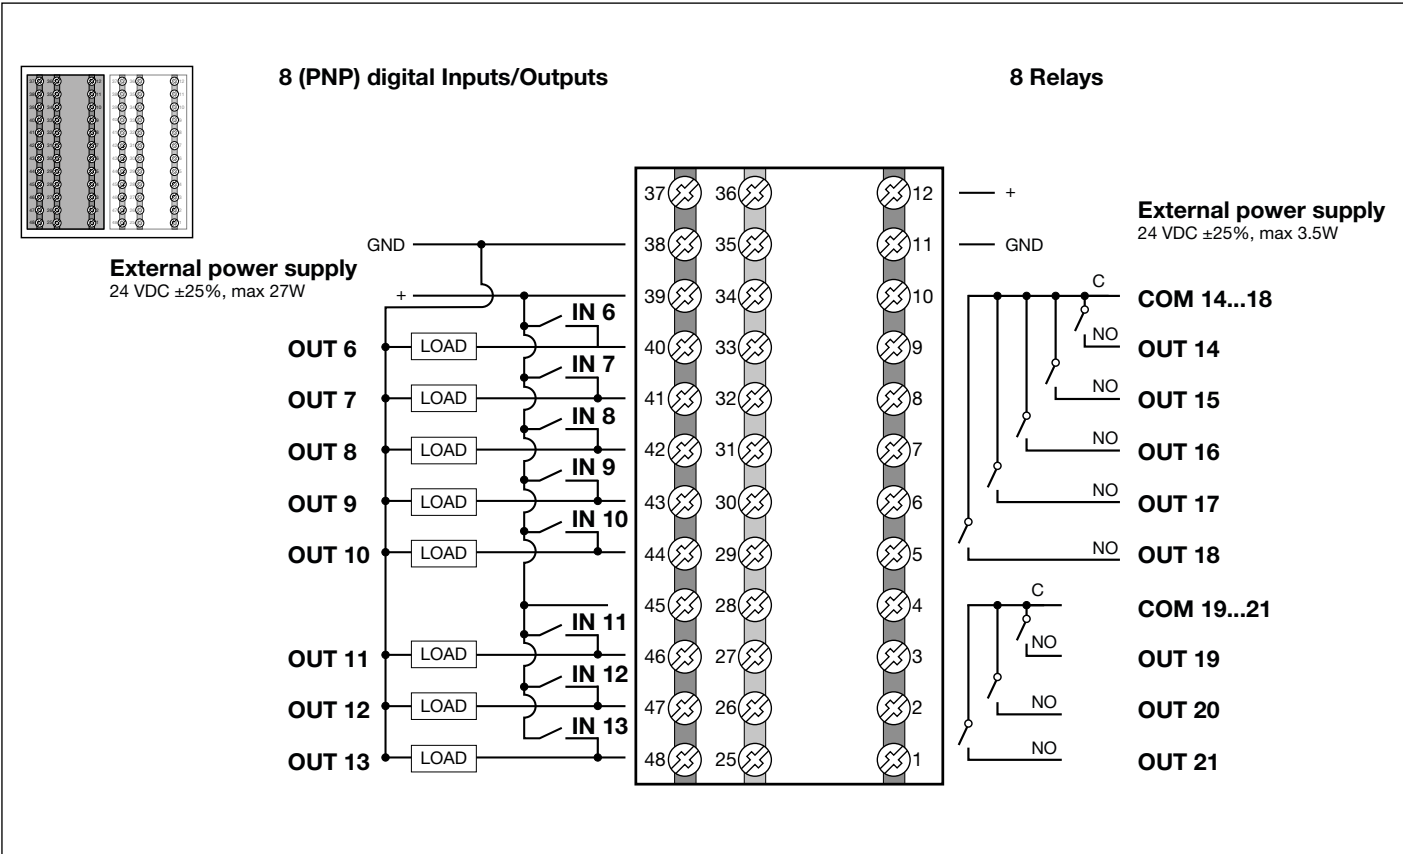 8 (PNP) digital Inputs/Outputs
8 Relays
37
36
12
+
External power supply
24 VDC ±25%, max 3.5W
GND
38
35
11
GND
External power supply
24 VDC ±25%, max 27W
+
39
34
10
C
COM 14...18
IN 6
OUT 6
LOAD
40
33
9
NO
OUT 14
IN 7
OUT 7
LOAD
41
32
8
NO
OUT 15
IN 8
OUT 8
LOAD
42
31
7
NO
OUT 16
IN 9
OUT 9
LOAD
43
30
6
NO
OUT 17
IN 10
OUT 10
LOAD
44
29
5
NO
OUT 18
45
28
4
C
COM 19...21
IN 11
OUT 11
LOAD
46
27
3
NO
OUT 19
IN 12
OUT 12
LOAD
47
26
2
NO
OUT 20
IN 13
OUT 13
LOAD
48
25
1
NO
OUT 21